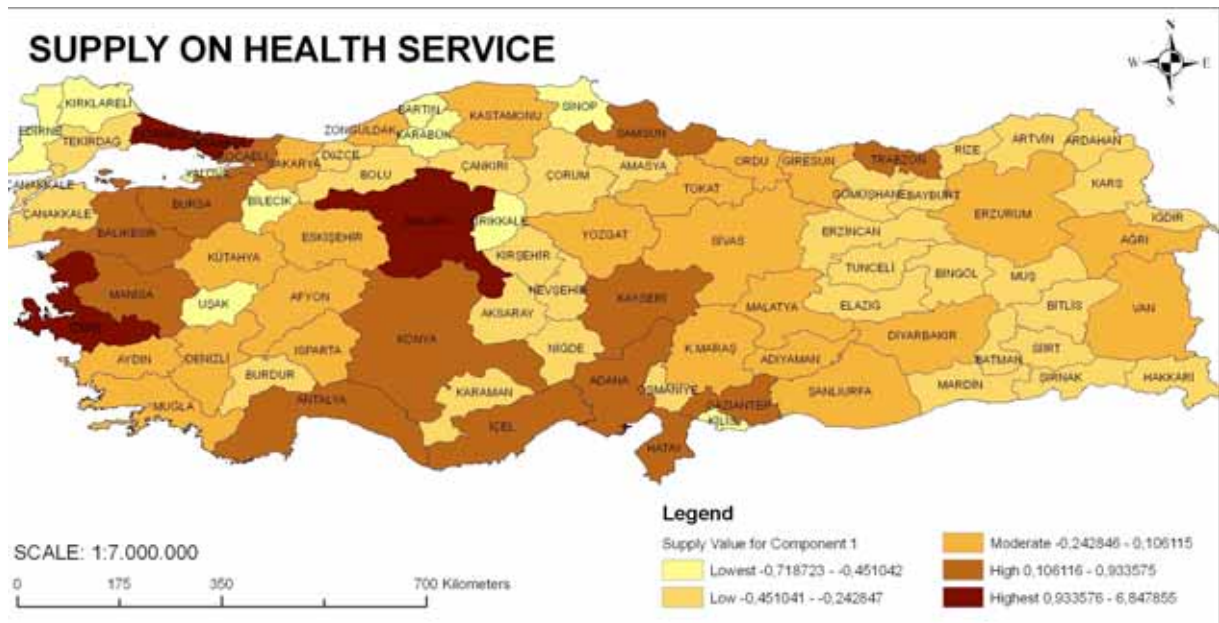 SUPPLY ON HEALTH SERVICE
N
W E
S
KIRKLARELİ
EDİRNE
TEKİRDAĞ
BARTIN
KASTAMONU
SİNOP
ZONGULDAK
KARABÜK
SAMSUN
ARTVİN
ARDAHAN
RİZE
KOCAELİ
SAKARYA
DÜZCE
BOLU
ÇANKIRI
ÇORUM
AMASYA
ORDU
GİRESUN
TRABZON
KARS
ÇANAKKALE
YALOVA
TOKAT
GÜMÜŞHANE
BAYBURT
ÇANAKKALE
BURSA
BİLECİK
ERZURUM
IĞDIR
BALIKESİR
ESKİŞEHİR
KIRIKKALE
YOZGAT
SİVAS
ERZİNCAN
AĞRI
KÜTAHYA
KIRŞEHİR
TUNCELİ
BİNGÖL
MUŞ
MANİSA
UŞAK
AFYON
NEVŞEHİR
KAYSERİ
MALATYA
ELAZIG
BİTLİS
VAN
AKSARAY
KONYA
DİYARBAKIR
AYDIN
DENİZLİ
ISPARTA
NİĞDE
K.MARAŞ
ADIYAMAN
BATMAN
SİİRT
BURDUR
KARAMAN
ADANA
OSMANİYE
ŞANLIURFA
MARDİN
ŞIRNAK
HAKKARİ
MUĞLA
ANTALYA
İÇEL
GAZİANTEP
KİLİS
HATAY
Legend
Supply Value for Component 1
Lowest -0,718723 - -0,451042
Low -0,451041 - -0,242847
Moderate -0,242846 - 0,106115
High 0,106116 - 0,933575
Highest 0,933576 - 6,847855
SCALE: 1:7.000.000
0 175 350 700 Kilometers